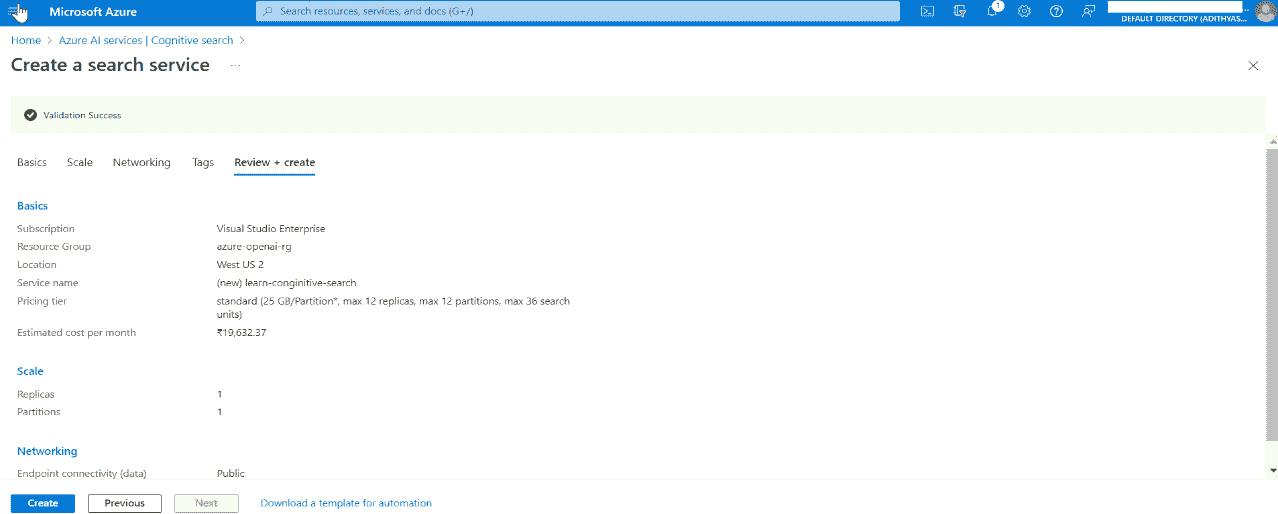 Microsoft Azure
Search resources, services, and docs (G+/)
1
DEFAULT DIRECTORY (ADITHYAS...
Home > Azure AI services | Cognitive search >
Create a search service ...
Validation Success
Basics Scale Networking Tags Review + create
Basics
Subscription Visual Studio Enterprise
Resource Group azure-openai-rg
Location West US 2
Service name (new) learn-conginitive-search
Pricing tier standard (25 GB/Partition*, max 12 replicas, max 12 partitions, max 36 search
units)
Estimated cost per month ₹19,632.37
Scale
Replicas 1
Partitions 1
Networking
Endpoint connectivity (data) Public
Create Previous Next Download a template for automation